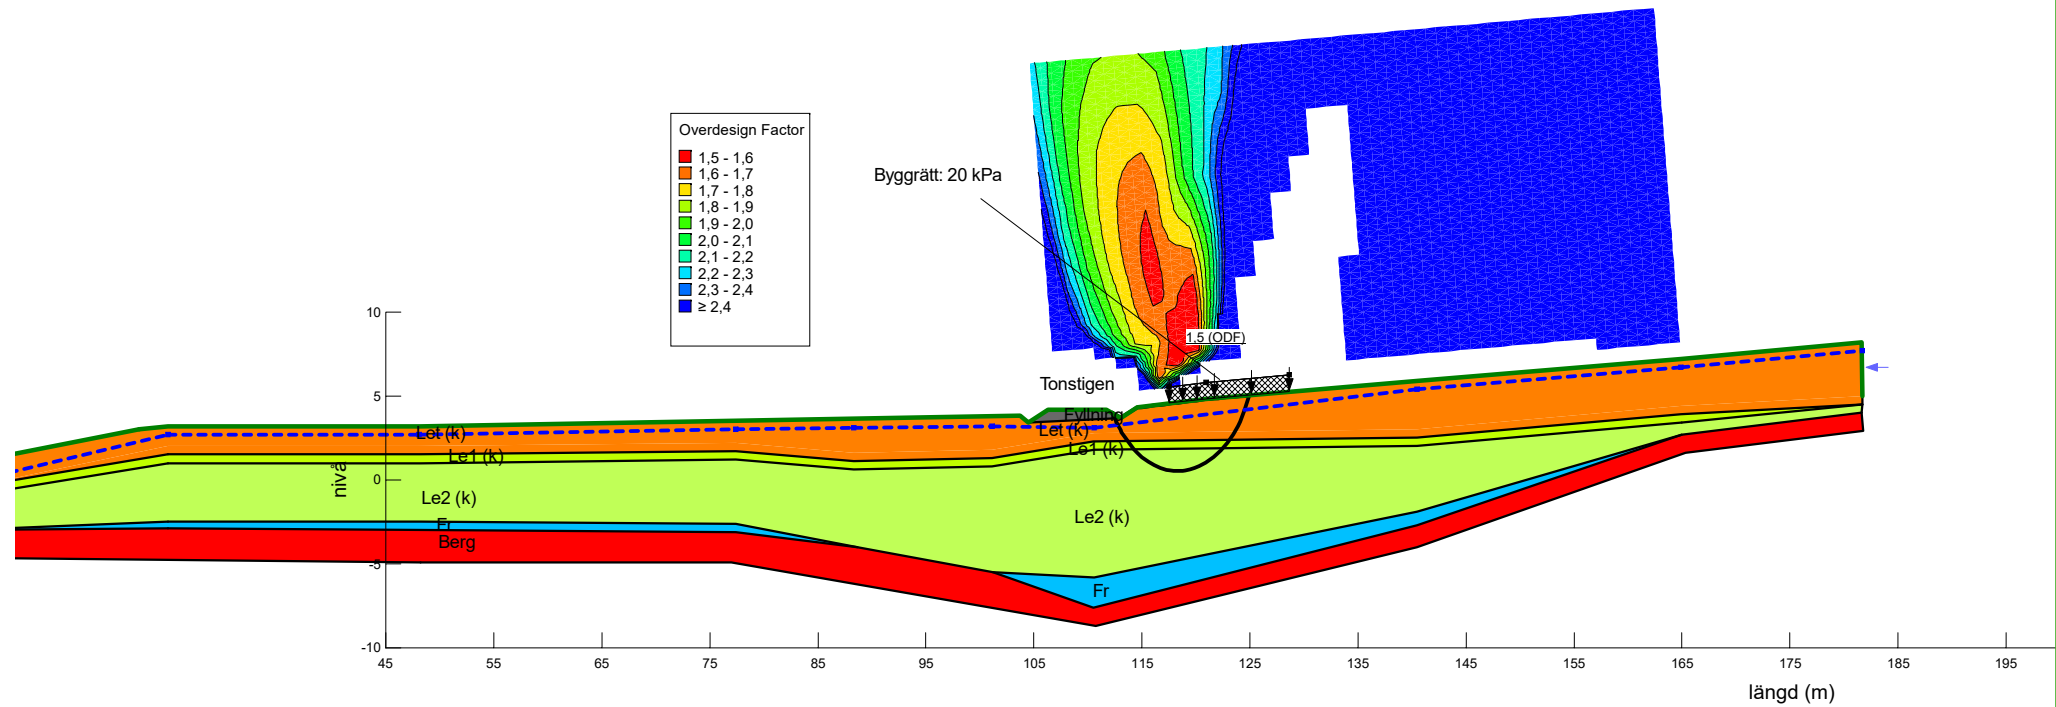 Overdesign Factor
1,5 - 1,6
1,6 - 1,7
1,7 - 1,8
1,8 - 1,9
1,9 - 2,0
2,0 - 2,1
2,1 - 2,2
2,2 - 2,3
2,3 - 2,4
≥ 2,4
Byggrätt: 20 kPa
1,5 (ODF)
Tonstigen
Fyllning
Let (k)
Let (k)
Le1 (k)
Le1 (k)
Le2 (k)
Le2 (k)
Fr
Berg
Fr
nivå
10
5
0
-5
-10
45 55 65 75 85 95 105 115 125 135 145 155 165 175 185 195
längd (m)